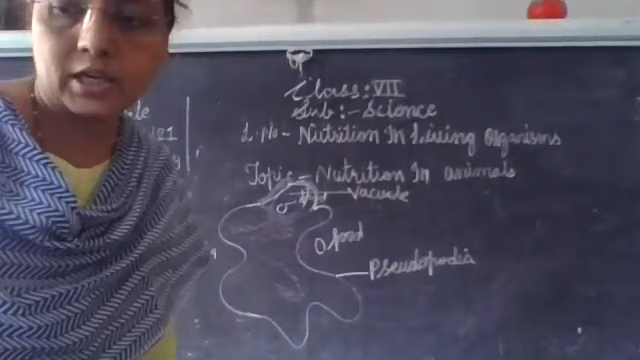 Class: VII
Sub :- Science
L. No - Nutrition In Living Organisms
Topic - Nutrition In animals
Vacuole
food
Pseudopodia